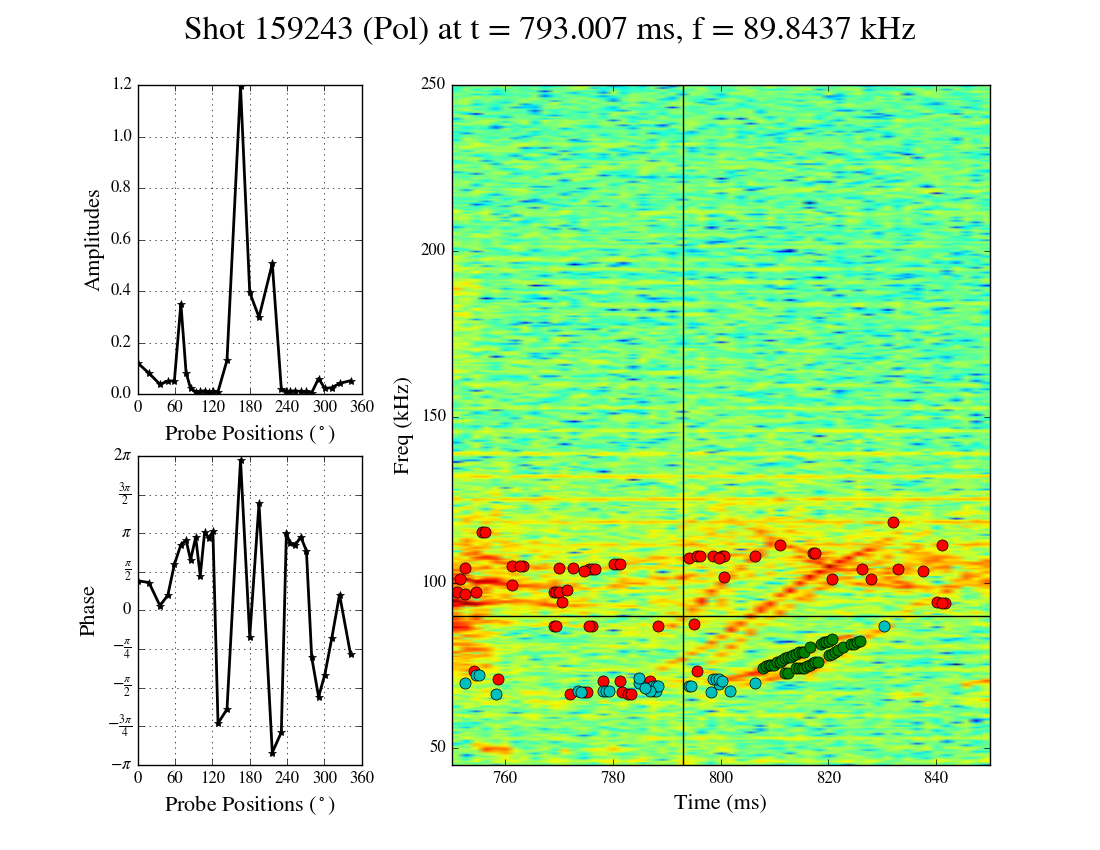 Shot 159243 (Pol) at t = 793.007 ms, f = 89.8437 kHz
1.2
1.0
0.8
0.6
0.4
0.2
0.0
Amplitudes
0 60 120 180 240 300 360
Probe Positions (°)
2π
3π/2
π
π/2
0
−π/4
−π/2
−3π/4
−π
Phase
0 60 120 180 240 300 360
Probe Positions (°)
250
200
150
100
50
Freq (kHz)
760 780 800 820 840
Time (ms)